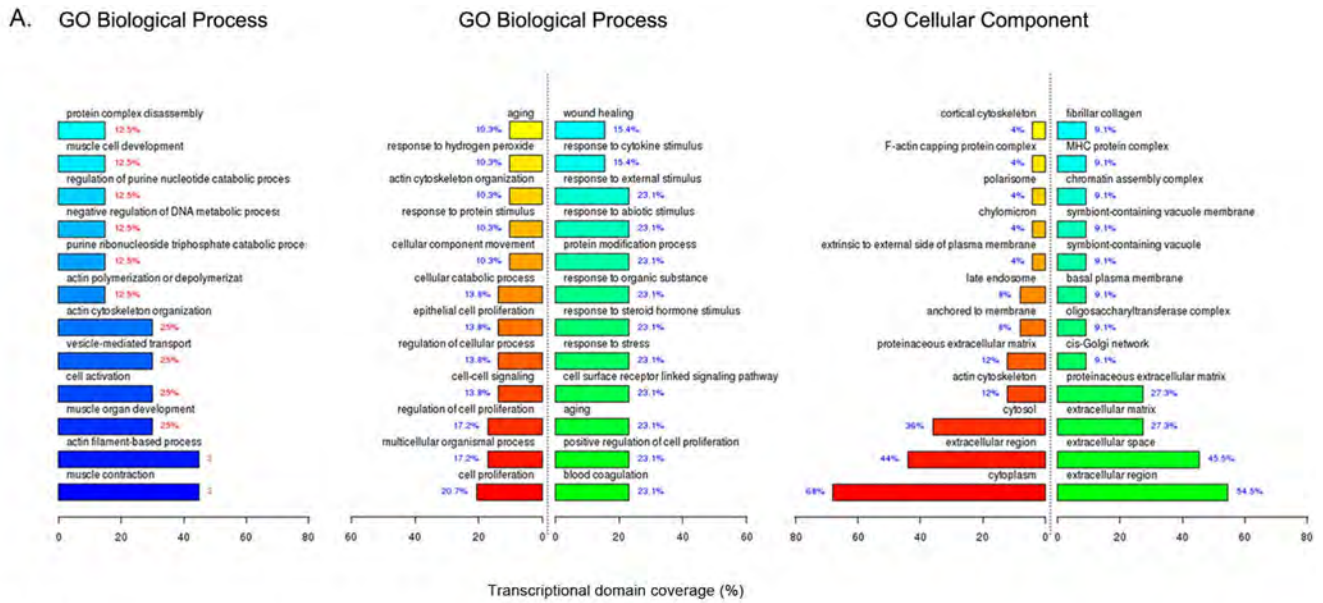 A. GO Biological Process GO Biological Process GO Cellular Component
protein complex disassembly
12.5%
muscle cell development
12.5%
regulation of purine nucleotide catabolic proces
12.5%
negative regulation of DNA metabolic process
12.5%
purine ribonucleoside triphosphate catabolic proce
12.5%
actin polymerization or depolymerizat
12.5%
actin cytoskeleton organization
25%
vesicle-mediated transport
25%
cell activation
25%
muscle organ development
25%
actin filament-based process
3
muscle contraction
3
0 20 40 60 80
aging wound healing
10.3% 15.4%
response to hydrogen peroxide response to cytokine stimulus
10.3% 15.4%
actin cytoskeleton organization response to external stimulus
10.3% 23.1%
response to protein stimulus response to abiotic stimulus
10.3% 23.1%
cellular component movement protein modification process
10.3% 23.1%
cellular catabolic process response to organic substance
13.8% 23.1%
epithelial cell proliferation response to steroid hormone stimulus
13.8% 23.1%
regulation of cellular process response to stress
13.8% 23.1%
cell-cell signaling cell surface receptor linked signaling pathway
13.8% 23.1%
regulation of cell proliferation aging
17.2% 23.1%
multicellular organismal process positive regulation of cell proliferation
17.2% 23.1%
cell proliferation blood coagulation
20.7% 23.1%
60 40 20 0 0 20 40 60
cortical cytoskeleton fibrillar collagen
4% 9.1%
F-actin capping protein complex MHC protein complex
4% 9.1%
polarisome chromatin assembly complex
4% 9.1%
chylomicron symbiont-containing vacuole membrane
4% 9.1%
extrinsic to external side of plasma membrane symbiont-containing vacuole
4% 9.1%
late endosome basal plasma membrane
8% 9.1%
anchored to membrane oligosaccharyltransferase complex
8% 9.1%
proteinaceous extracellular matrix cis-Golgi network
12% 9.1%
actin cytoskeleton proteinaceous extracellular matrix
12% 27.3%
cytosol extracellular matrix
36% 27.3%
extracellular region extracellular space
44% 45.5%
cytoplasm extracellular region
68% 54.5%
80 60 40 20 0 0 20 40 60 80
Transcriptional domain coverage (%)